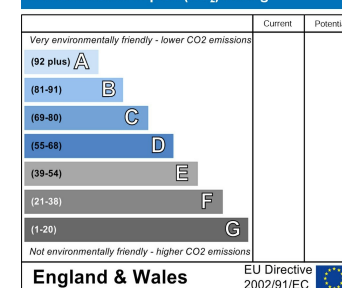 Current Potenti
Very environmentally friendly - lower CO2 emissions
(92 plus) A
(81-91) B
(69-80) C
(55-68) D
(39-54) E
(21-38) F
(1-20) G
Not environmentally friendly - higher CO2 emissions
England & Wales
EU Directive
2002/91/EC